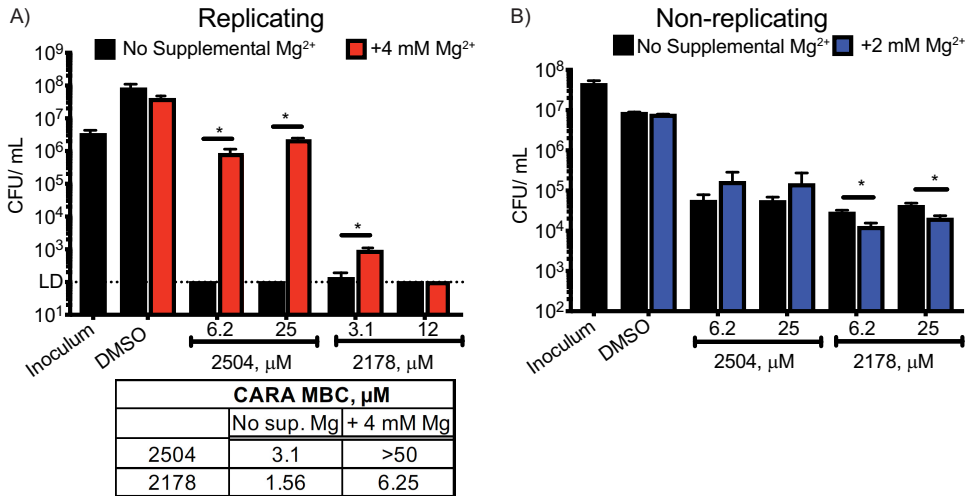 A)
Replicating
No Supplemental Mg²⁺
+4 mM Mg²⁺
CFU/ mL
10⁹
10⁸
10⁷
10⁶
10⁵
10⁴
10³
LD
10¹
*
*
*
Inoculum
DMSO
6.2 25 3.1 12
2504, μM 2178, μM
CARA MBC, μM
No sup. Mg + 4 mM Mg
2504 3.1 >50
2178 1.56 6.25
B)
Non-replicating
No Supplemental Mg²⁺
+2 mM Mg²⁺
CFU/ mL
10⁸
10⁷
10⁶
10⁵
10⁴
10³
10²
*
*
Inoculum
DMSO
6.2 25 6.2 25
2504, μM 2178, μM